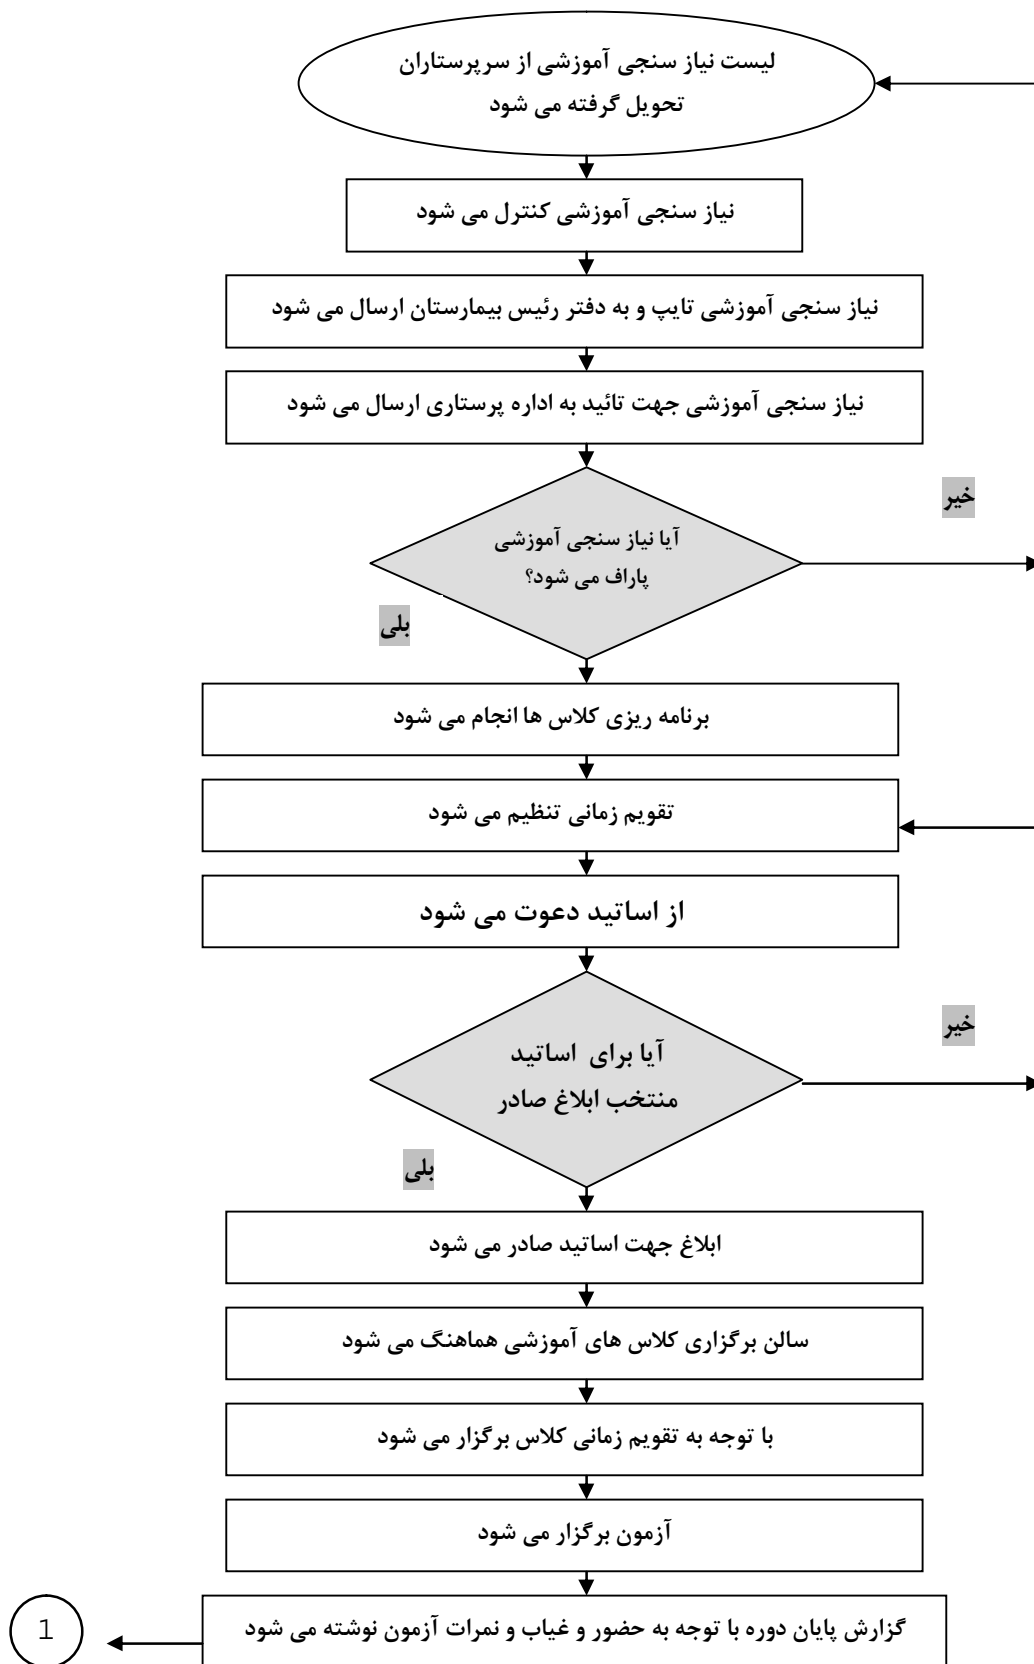 لیست نیاز سنجی آموزشی از سرپرستاران
تحویل گرفته می شود
نیاز سنجی آموزشی کنترل می شود
نیاز سنجی آموزشی تایپ و به دفتر رئیس بیمارستان ارسال می شود
نیاز سنجی آموزشی جهت تائید به اداره پرستاری ارسال می شود
خیر
آیا نیاز سنجی آموزشی
پاراف می شود؟
بلی
برنامه ریزی کلاس ها انجام می شود
تقویم زمانی تنظیم می شود
از اساتید دعوت می شود
خیر
آیا برای اساتید
منتخب ابلاغ صادر
بلی
ابلاغ جهت اساتید صادر می شود
سالن برگزاری کلاس های آموزشی هماهنگ می شود
با توجه به تقویم زمانی کلاس برگزار می شود
آزمون برگزار می شود
گزارش پایان دوره با توجه به حضور و غیاب و نمرات آزمون نوشته می شود
1